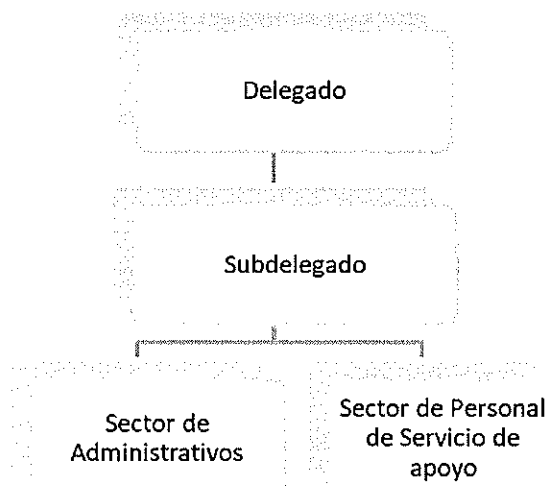 Delegado
Subdelegado
Sector de
Administrativos
Sector de Personal
de Servicio de
apoyo